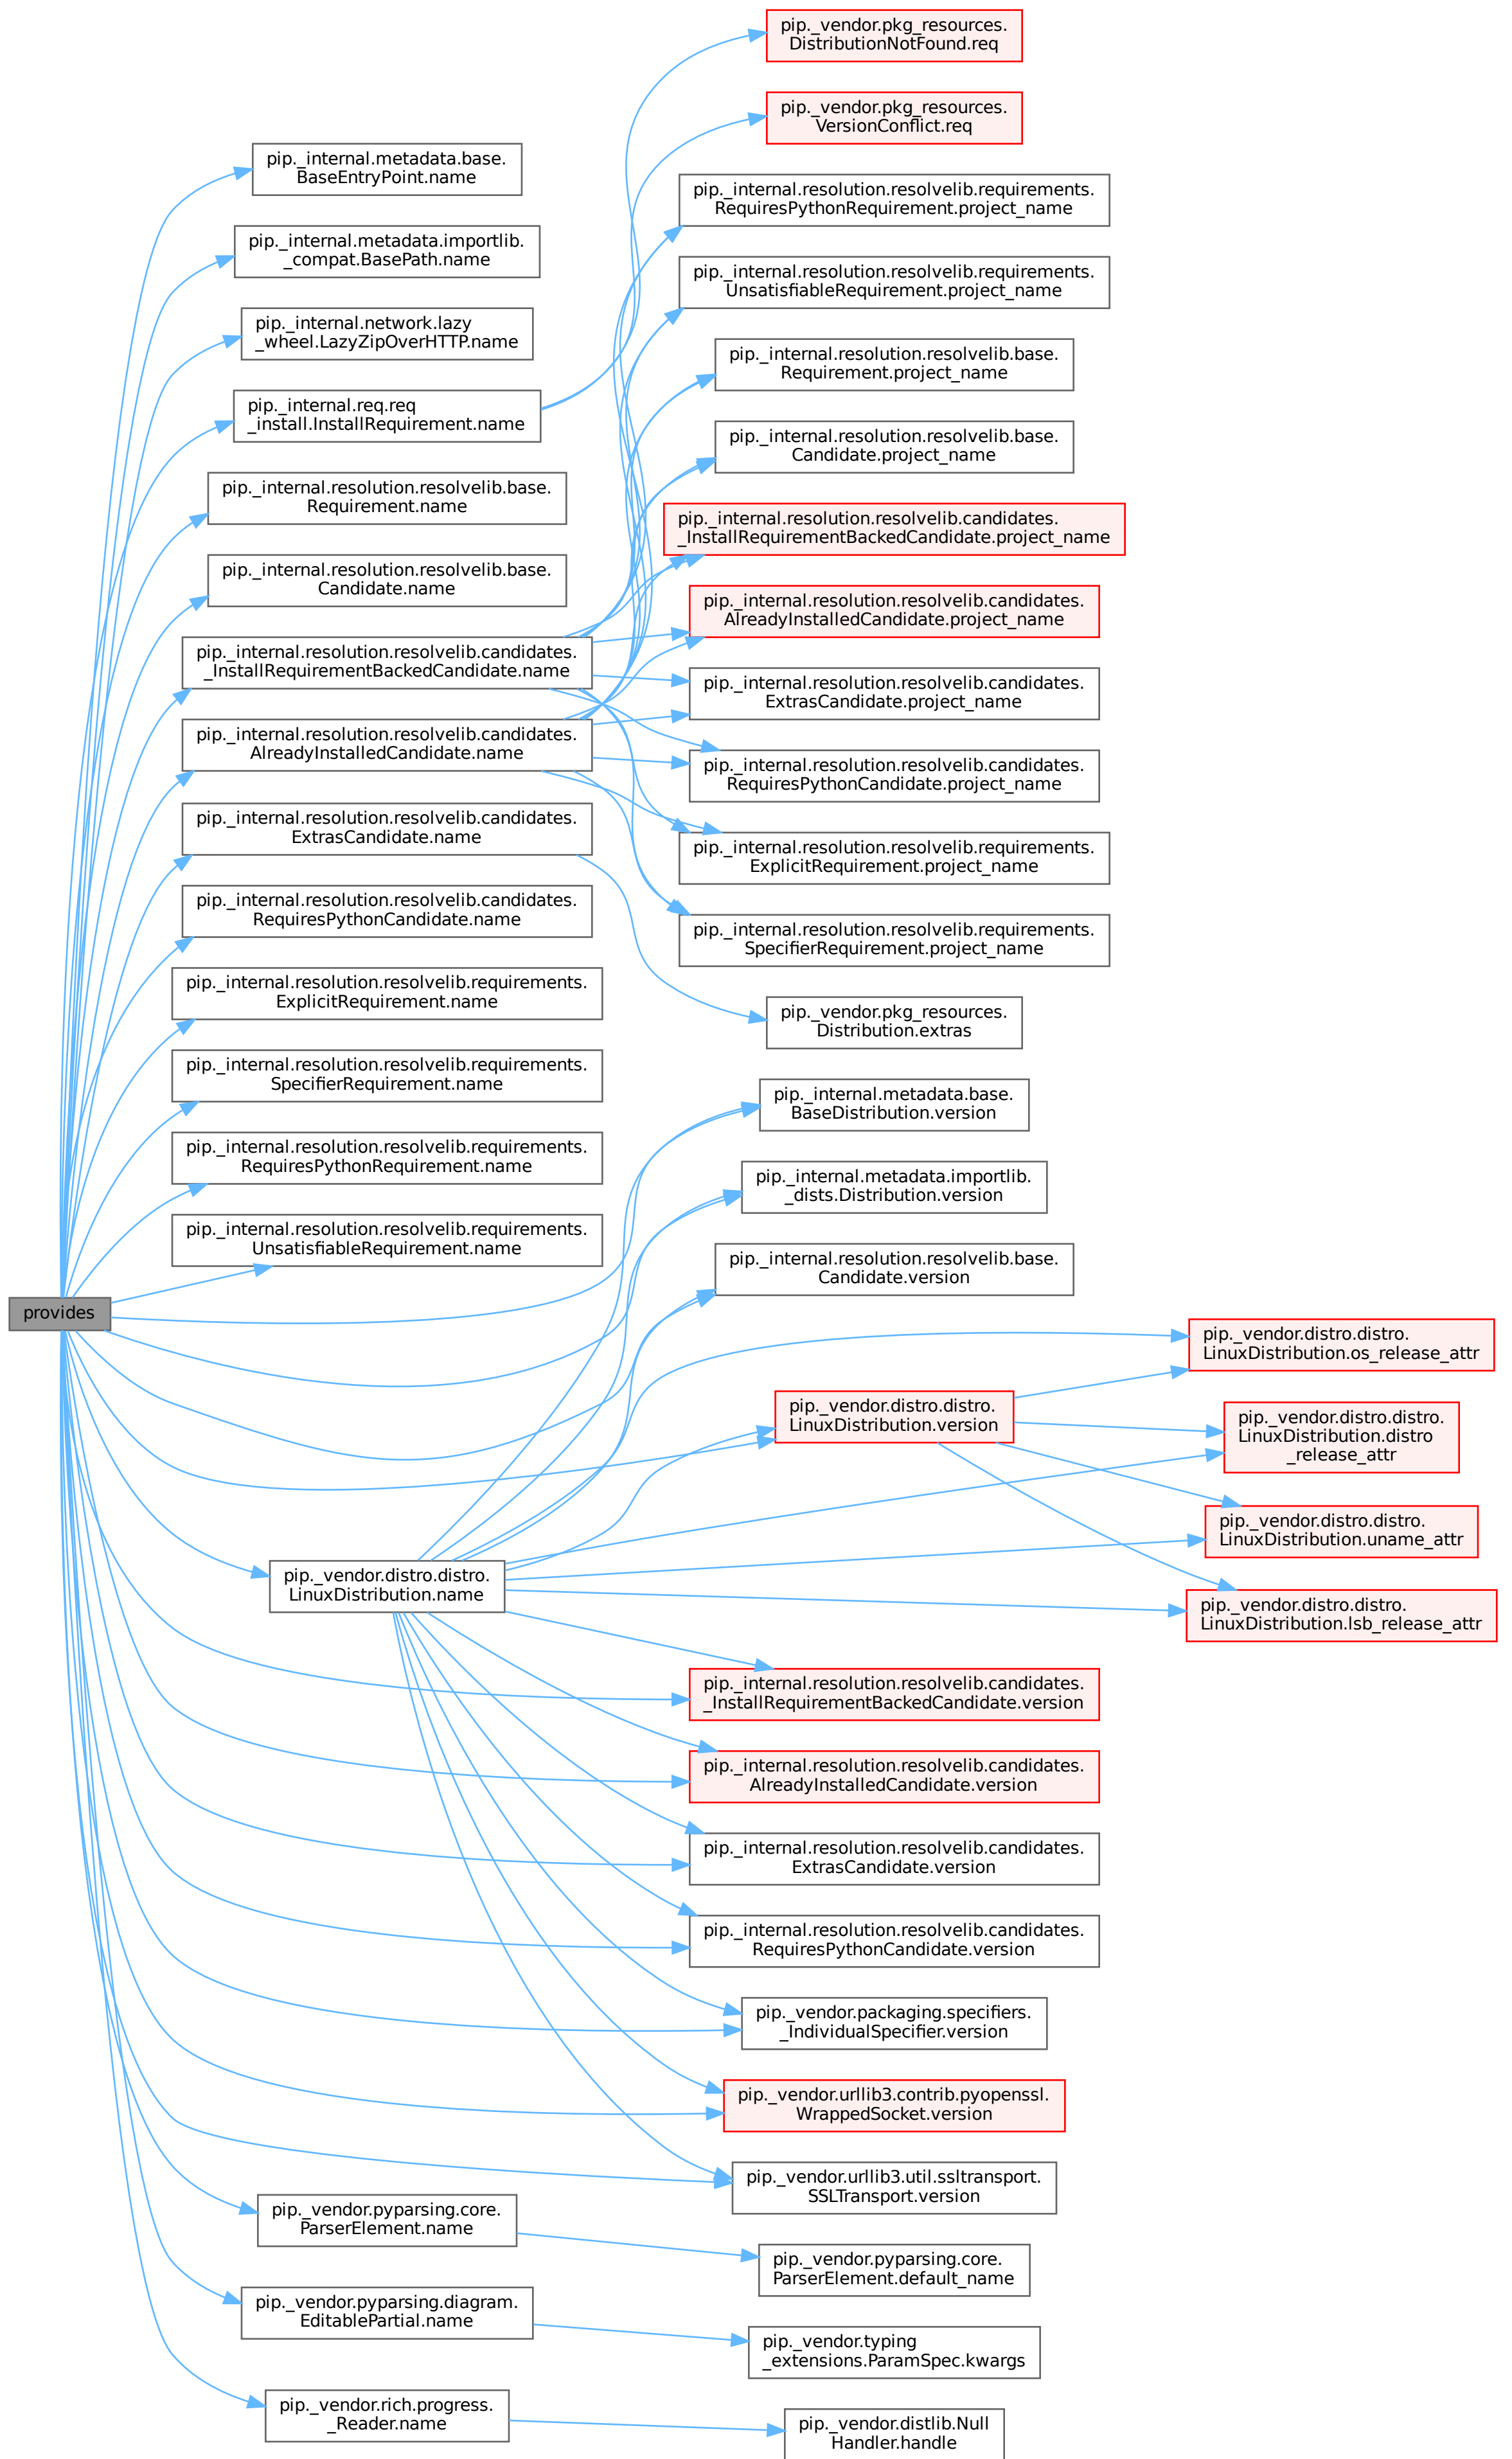 provides
pip._internal.metadata.base.
BaseEntryPoint.name
pip._internal.metadata.importlib.
_compat.BasePath.name
pip._internal.network.lazy
_wheel.LazyZipOverHTTP.name
pip._internal.req.req
_install.InstallRequirement.name
pip._internal.resolution.resolvelib.base.
Requirement.name
pip._internal.resolution.resolvelib.base.
Candidate.name
pip._internal.resolution.resolvelib.candidates.
_InstallRequirementBackedCandidate.name
pip._internal.resolution.resolvelib.candidates.
AlreadyInstalledCandidate.name
pip._internal.resolution.resolvelib.candidates.
ExtrasCandidate.name
pip._internal.resolution.resolvelib.candidates.
RequiresPythonCandidate.name
pip._internal.resolution.resolvelib.requirements.
ExplicitRequirement.name
pip._internal.resolution.resolvelib.requirements.
SpecifierRequirement.name
pip._internal.resolution.resolvelib.requirements.
RequiresPythonRequirement.name
pip._internal.resolution.resolvelib.requirements.
UnsatisfiableRequirement.name
pip._vendor.distro.distro.
LinuxDistribution.name
pip._vendor.pyparsing.core.
ParserElement.name
pip._vendor.pyparsing.diagram.
EditablePartial.name
pip._vendor.rich.progress.
_Reader.name
pip._vendor.pkg_resources.
DistributionNotFound.req
pip._vendor.pkg_resources.
VersionConflict.req
pip._internal.resolution.resolvelib.requirements.
RequiresPythonRequirement.project_name
pip._internal.resolution.resolvelib.requirements.
UnsatisfiableRequirement.project_name
pip._internal.resolution.resolvelib.base.
Requirement.project_name
pip._internal.resolution.resolvelib.base.
Candidate.project_name
pip._internal.resolution.resolvelib.candidates.
_InstallRequirementBackedCandidate.project_name
pip._internal.resolution.resolvelib.candidates.
AlreadyInstalledCandidate.project_name
pip._internal.resolution.resolvelib.candidates.
ExtrasCandidate.project_name
pip._internal.resolution.resolvelib.candidates.
RequiresPythonCandidate.project_name
pip._internal.resolution.resolvelib.requirements.
ExplicitRequirement.project_name
pip._internal.resolution.resolvelib.requirements.
SpecifierRequirement.project_name
pip._vendor.pkg_resources.
Distribution.extras
pip._internal.metadata.base.
BaseDistribution.version
pip._internal.metadata.importlib.
_dists.Distribution.version
pip._internal.resolution.resolvelib.base.
Candidate.version
pip._vendor.distro.distro.
LinuxDistribution.version
pip._internal.resolution.resolvelib.candidates.
_InstallRequirementBackedCandidate.version
pip._internal.resolution.resolvelib.candidates.
AlreadyInstalledCandidate.version
pip._internal.resolution.resolvelib.candidates.
ExtrasCandidate.version
pip._internal.resolution.resolvelib.candidates.
RequiresPythonCandidate.version
pip._vendor.packaging.specifiers.
_IndividualSpecifier.version
pip._vendor.urllib3.contrib.pyopenssl.
WrappedSocket.version
pip._vendor.urllib3.util.ssltransport.
SSLTransport.version
pip._vendor.pyparsing.core.
ParserElement.default_name
pip._vendor.typing
_extensions.ParamSpec.kwargs
pip._vendor.distlib.Null
Handler.handle
pip._vendor.distro.distro.
LinuxDistribution.os_release_attr
pip._vendor.distro.distro.
LinuxDistribution.distro
_release_attr
pip._vendor.distro.distro.
LinuxDistribution.uname_attr
pip._vendor.distro.distro.
LinuxDistribution.lsb_release_attr